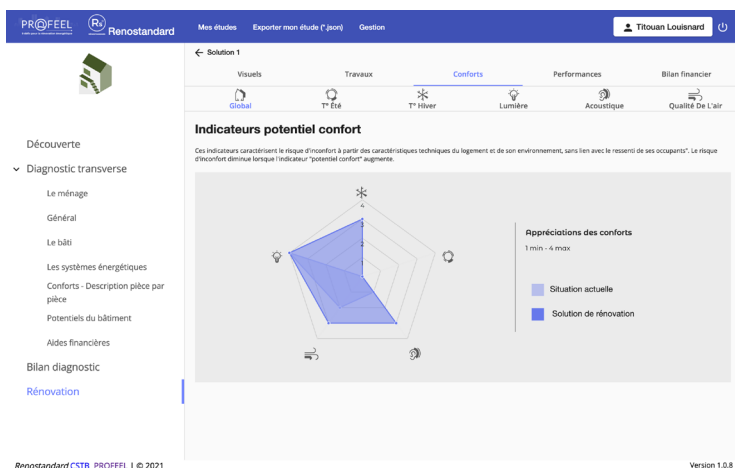 PROFEEL
Rs
Renostandard
Mes études
Exporter mon étude (*.json)
Gestion
Titouan Louisnard
Solution 1
Visuels
Travaux
Conforts
Performances
Bilan financier
Global
T° Été
T° Hiver
Lumière
Acoustique
Qualité De L'air
Indicateurs potentiel confort
Ces indicateurs caractérisent le risque d'inconfort à partir des caractéristiques techniques du logement et de son environnement, sans lien avec le ressenti de ses occupants". Le risque
d'inconfort diminue lorsque l'indicateur "potentiel confort" augmente.
Découverte
Diagnostic transverse
Le ménage
Général
Le bâti
Les systèmes énergétiques
Conforts - Description pièce par
pièce
Potentiels du bâtiment
Aides financières
Bilan diagnostic
Rénovation
4
3
2
1
Appréciations des conforts
1 min - 4 max
Situation actuelle
Solution de rénovation
Renostandard CSTB, PROFEEL | © 2021
Version 1.0.8